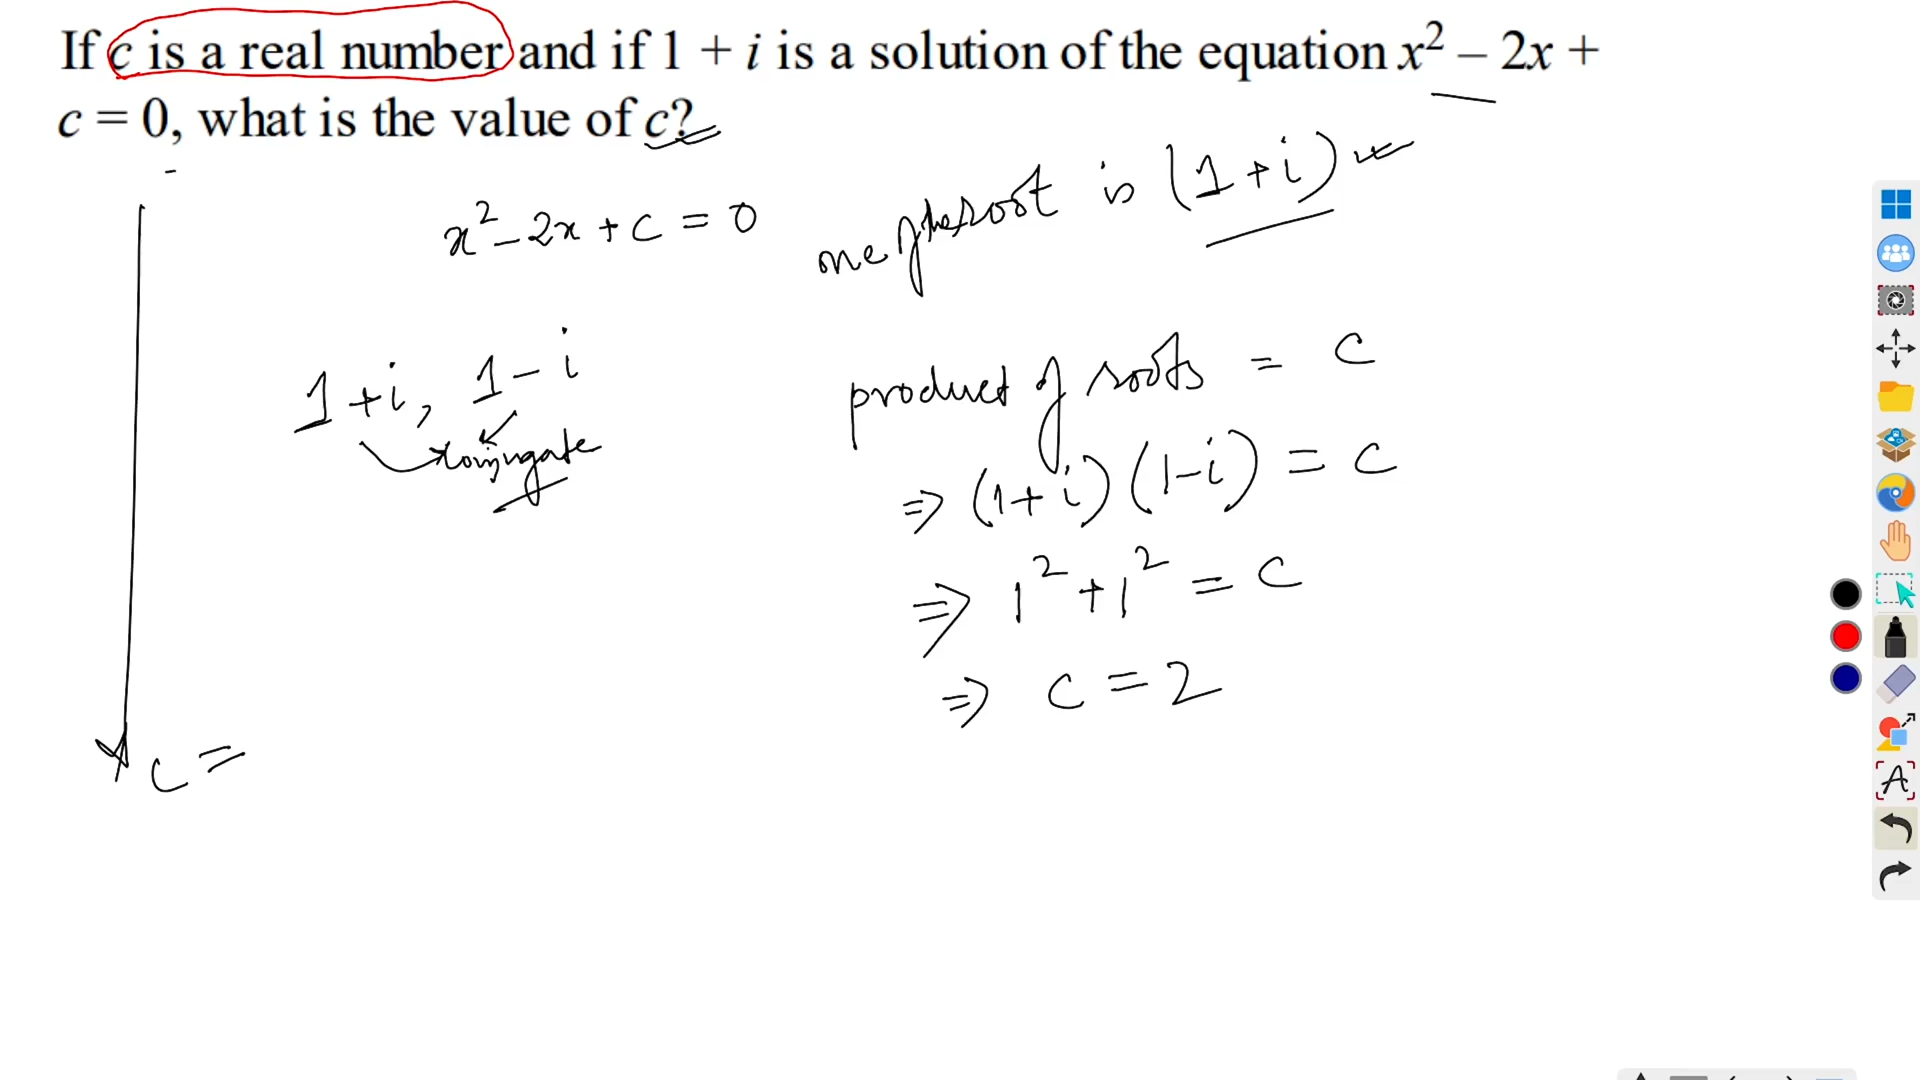 If c is a real number and if 1 + i is a solution of the equation x² – 2x +
c = 0, what is the value of c?
x² – 2x + c = 0
one of the root is (1+i)
1+i, 1–i
conjugate
product of roots = c
⇒ (1+i)(1–i) = c
⇒ 1² + 1² = c
⇒ c = 2
c =